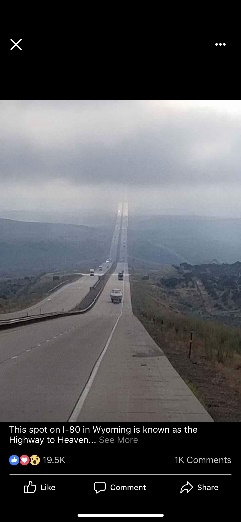 This spot on I-80 in Wyoming is known as the
Highway to Heaven... See More
19.5K
1K Comments
Like
Comment
Share